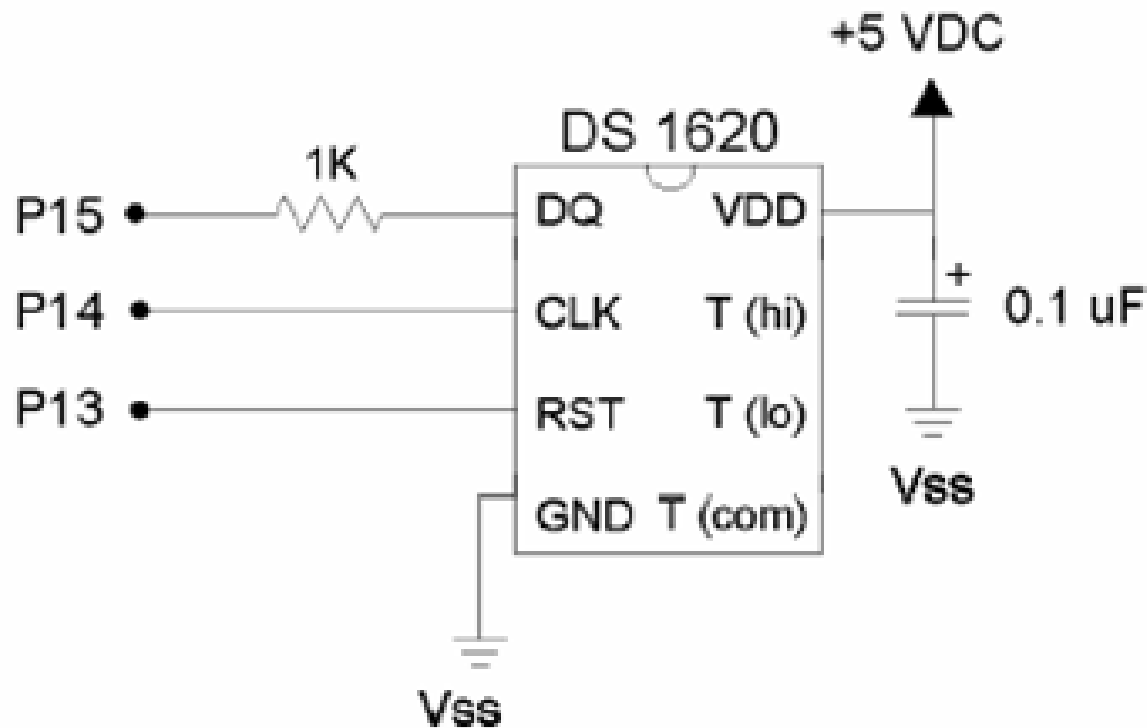 +5 VDC
DS 1620
1K
P15
DQ
VDD
+
P14
CLK
T (hi)
0.1 uF
P13
RST
T (lo)
Vss
GND
T (com)
Vss